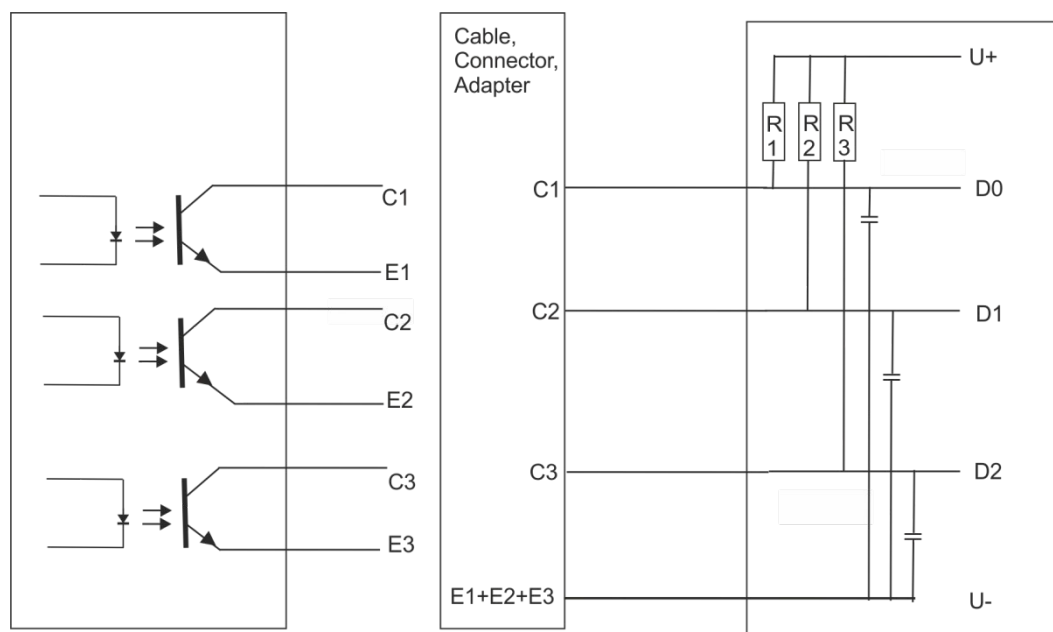 C1
E1
C2
E2
C3
E3
Cable,
Connector,
Adapter
C1
C2
C3
E1+E2+E3
U+
R
1
R
2
R
3
D0
D1
D2
U-